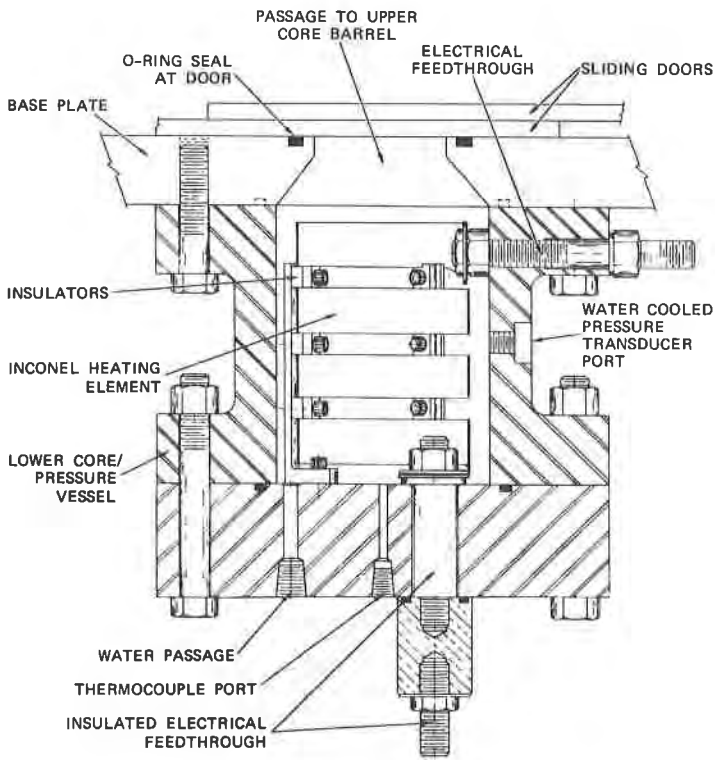 PASSAGE TO UPPER
CORE BARREL
O-RING SEAL
AT DOOR
ELECTRICAL
FEEDTHROUGH
SLIDING DOORS
BASE PLATE
INSULATORS
INCONEL HEATING
ELEMENT
WATER COOLED
PRESSURE
TRANSDUCER
PORT
LOWER CORE/
PRESSURE
VESSEL
WATER PASSAGE
THERMOCOUPLE PORT
INSULATED ELECTRICAL
FEEDTHROUGH